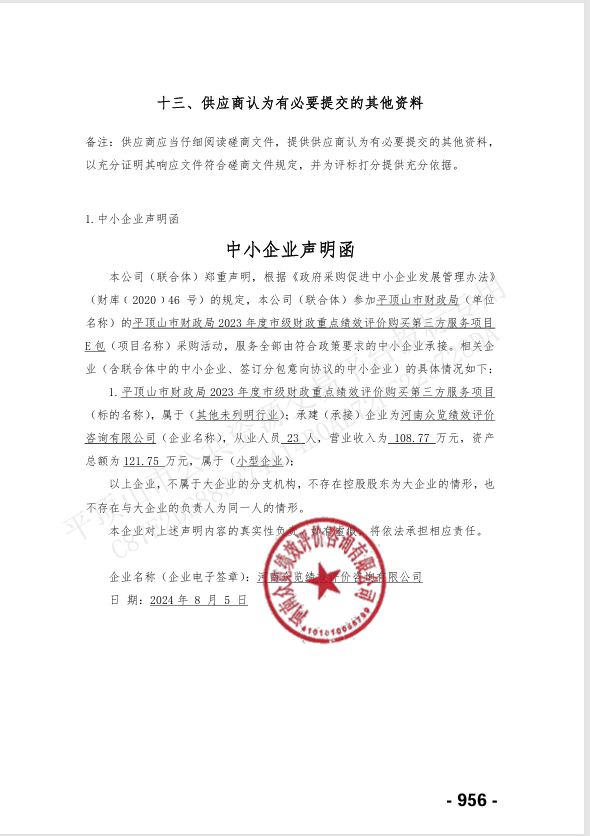 十三、供应商认为有必要提交的其他资料
备注：供应商应当仔细阅读磋商文件，提供供应商认为有必要提交的其他资料，
以充分证明其响应文件符合磋商文件规定，并为评标打分提供充分依据。
1.中小企业声明函
中小企业声明函
本公司（联合体）郑重声明，根据《政府采购促进中小企业发展管理办法》
（财库﹝2020﹞46 号）的规定，本公司（联合体）参加平顶山市财政局（单位
名称）的平顶山市财政局 2023 年度市级财政重点绩效评价购买第三方服务项目
E 包（项目名称）采购活动，服务全部由符合政策要求的中小企业承接。相关企
业（含联合体中的中小企业、签订分包意向协议的中小企业）的具体情况如下：
1.平顶山市财政局 2023 年度市级财政重点绩效评价购买第三方服务项目
（标的名称），属于（其他未列明行业）；承建（承接）企业为河南众览绩效评价
咨询有限公司（企业名称），从业人员 23 人，营业收入为 108.77 万元，资产
总额为 121.75 万元，属于（小型企业）；
以上企业，不属于大企业的分支机构，不存在控股股东为大企业的情形，也
不存在与大企业的负责人为同一人的情形。
本企业对上述声明内容的真实性负责。如有虚假，将依法承担相应责任。
企业名称（企业电子签章）：河南众览绩效评价咨询有限公司
日 期：2024 年 8 月 5 日
河南众览绩效评价咨询有限公司
- 956 -